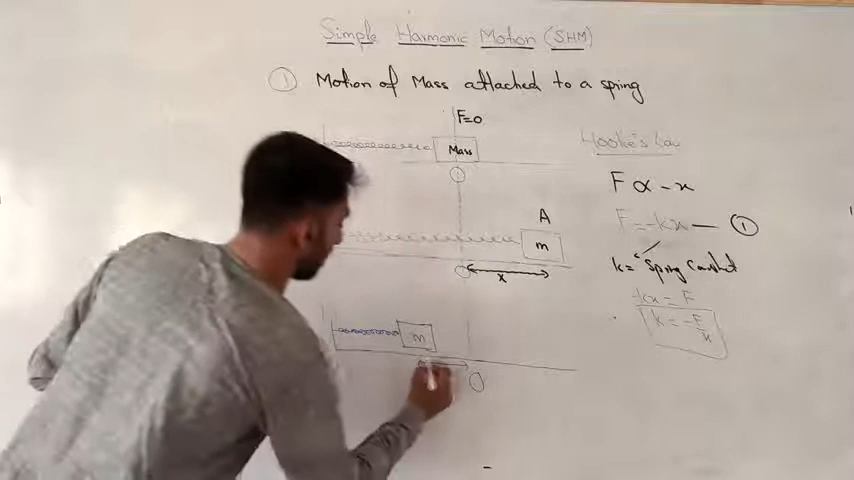 Simple Harmonic Motion (SHM)
① Motion of Mass attached to a spring
F=0
Mass
Hooke's Law
F α - x
F = -kx — ①
A
m
x
k = Spring Constant
-kx = F
k = -F/x
m